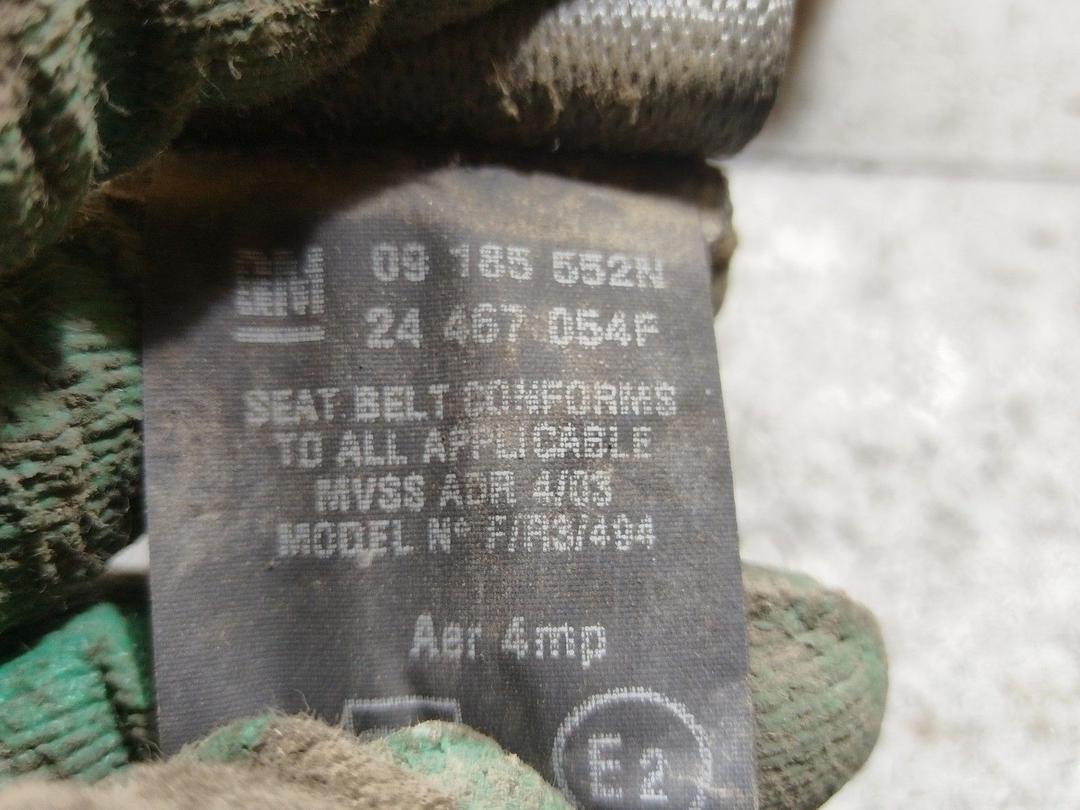 GM 09 185 552N
24 467 054F
SEAT BELT CONFORMS
TO ALL APPLICABLE
MVSS ADR 4/03
MODEL N° F/R3/494
Aer 4mp
E2